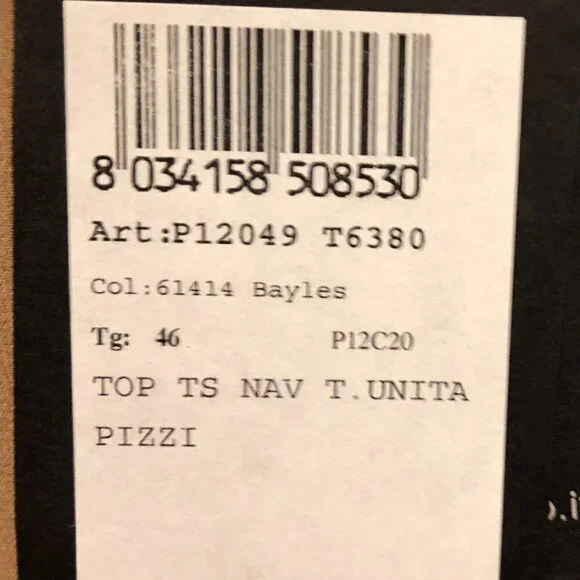 8 034158 508530
Art:P12049 T6380
Col:61414 Bayles
Tg: 46 P12C20
TOP TS NAV T.UNITA
PIZZI